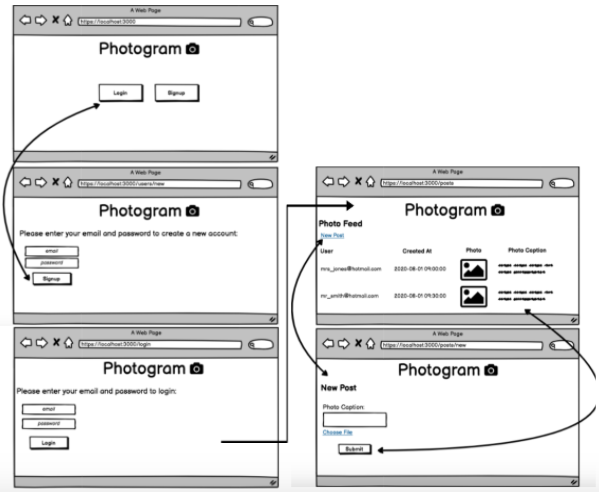 A Web Page
https://localhost:3000
Photogram
Login
Signup
A Web Page
https://localhost:3000/users/new
Photogram
Please enter your email and password to create a new account:
email
password
Signup
A Web Page
https://localhost:3000/login
Photogram
Please enter your email and password to login:
email
password
Login
A Web Page
https://localhost:3000/posts
Photogram
Photo Feed
New Post
User Created At Photo Photo Caption
mrs_jones@hotmail.com 2020-08-01 09:00:00
mr_smith@hotmail.com 2020-08-01 09:30:00
A Web Page
https://localhost:3000/posts/new
Photogram
New Post
Photo Caption:
Choose File
Submit